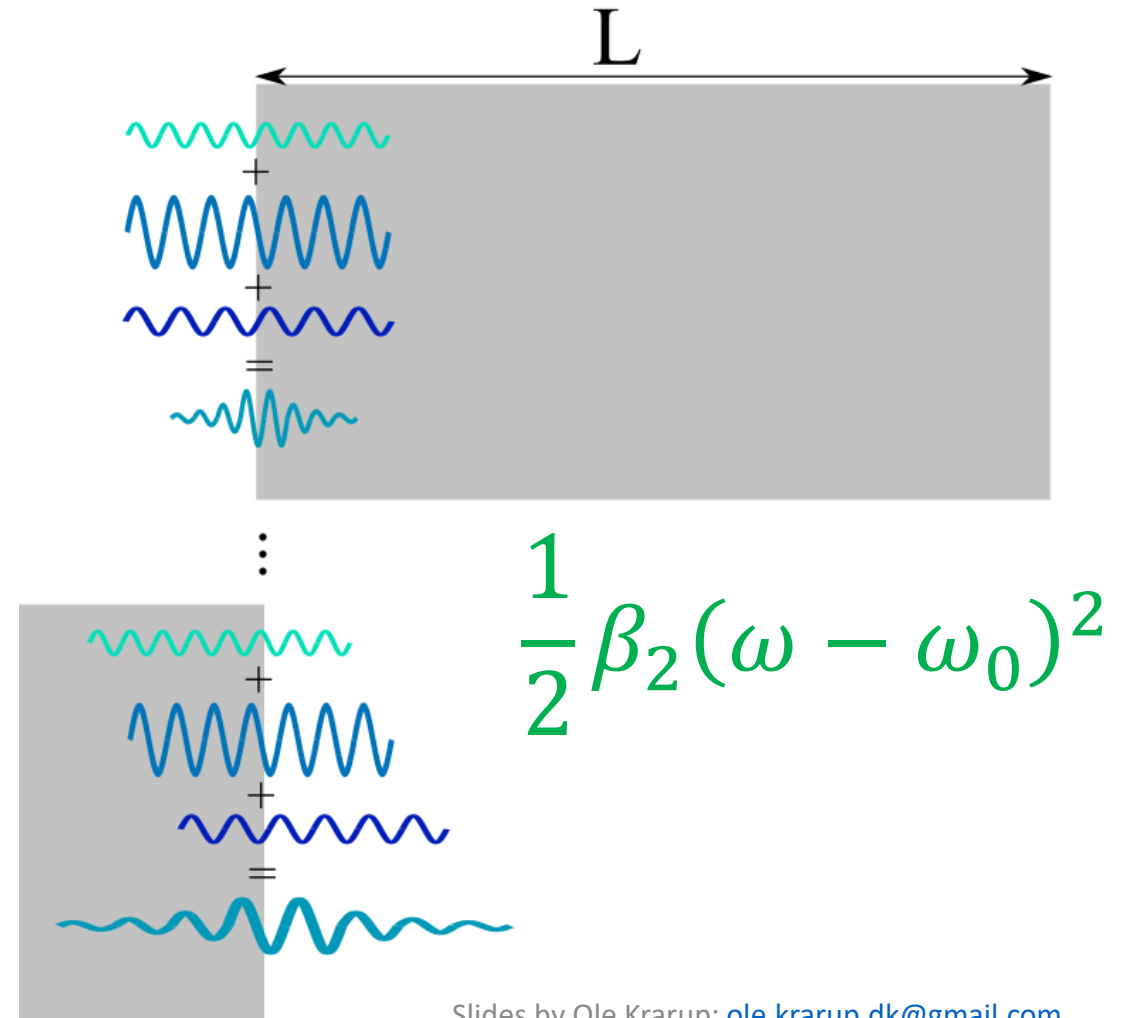 L
+
+
=
⋮
1/2 β₂(ω − ω₀)²
+
+
=
Slides by Ole Krarup: ole.krarup.dk@gmail.com